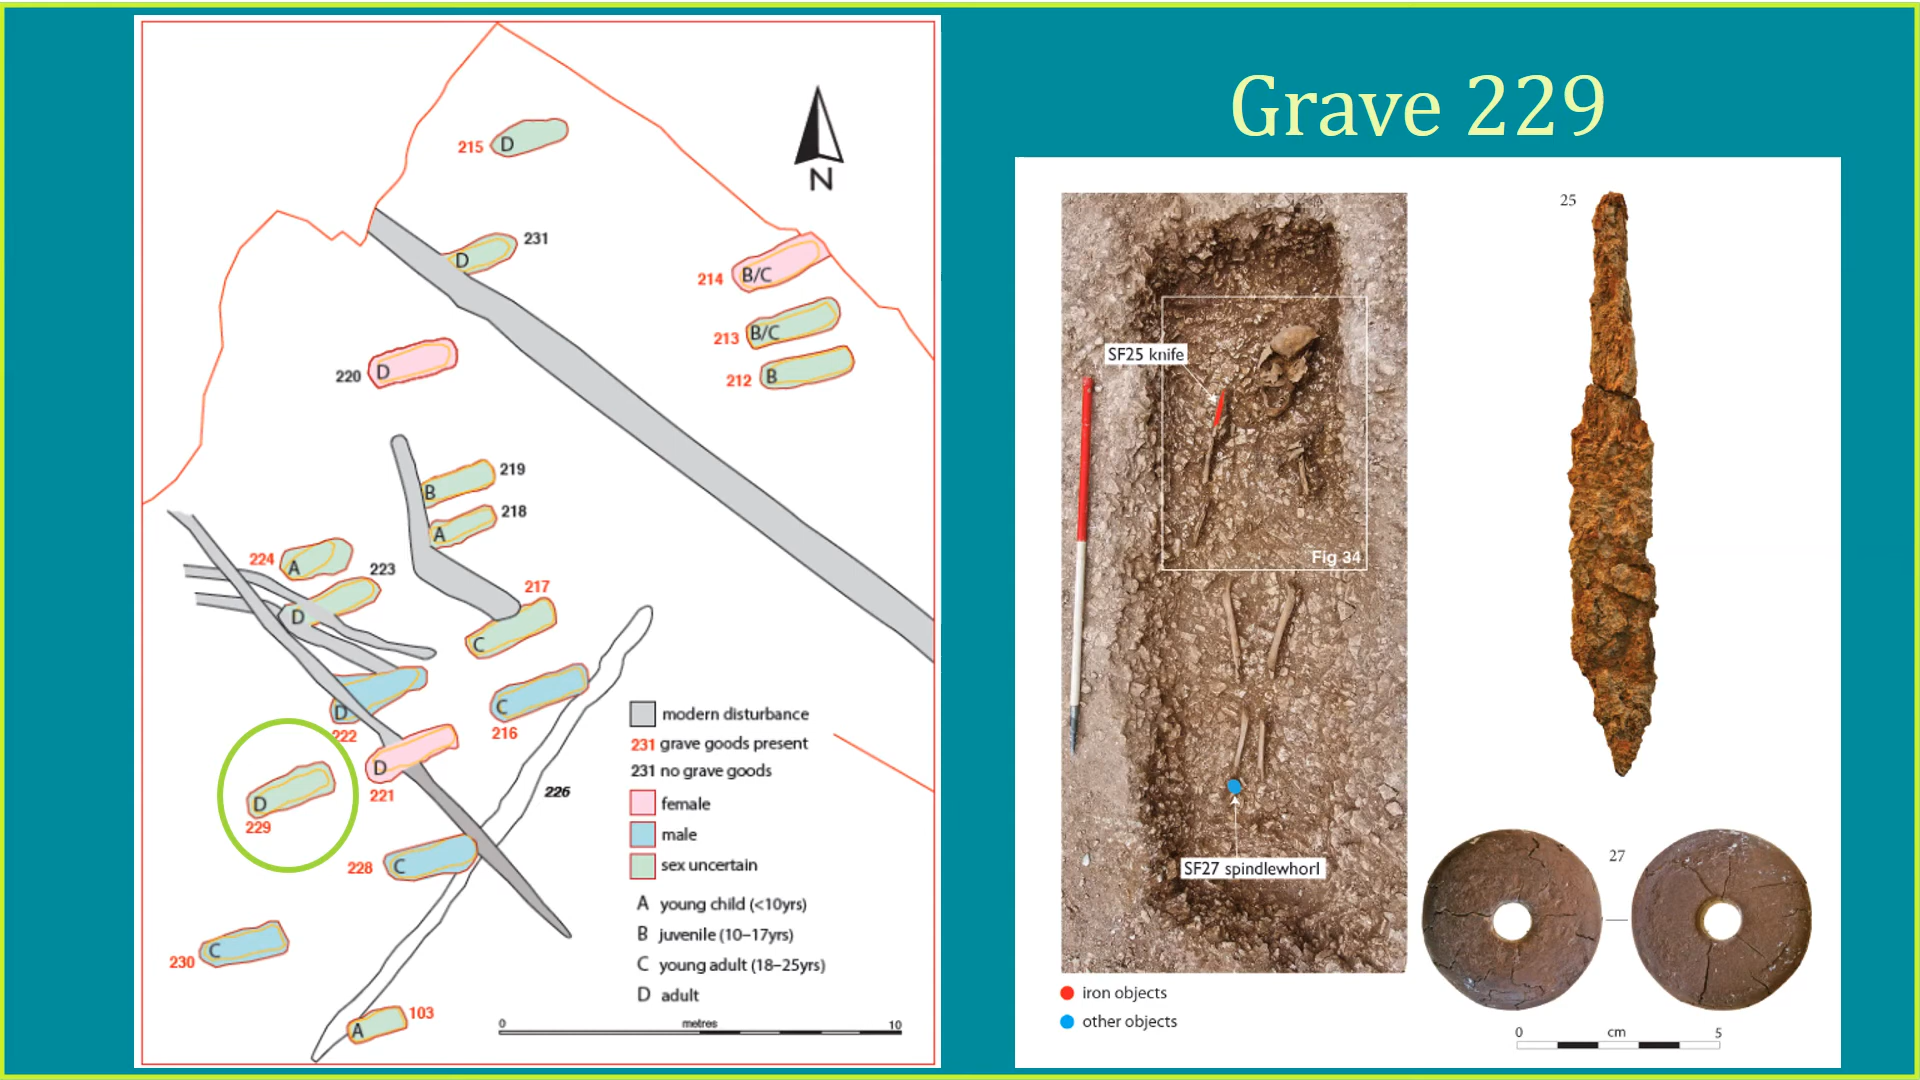 Grave 229
215
D
N
231
D
214
B/C
213
B/C
212
B
220
D
219
B
218
A
224
A
223
D
217
C
222
D
216
C
221
D
229
D
226
228
C
230
C
103
A
modern disturbance
231 grave goods present
231 no grave goods
female
male
sex uncertain
A young child (<10yrs)
B juvenile (10–17yrs)
C young adult (18–25yrs)
D adult
0 metres 10
SF25 knife
Fig 34
SF27 spindlewhorl
iron objects
other objects
25
27
0 cm 5